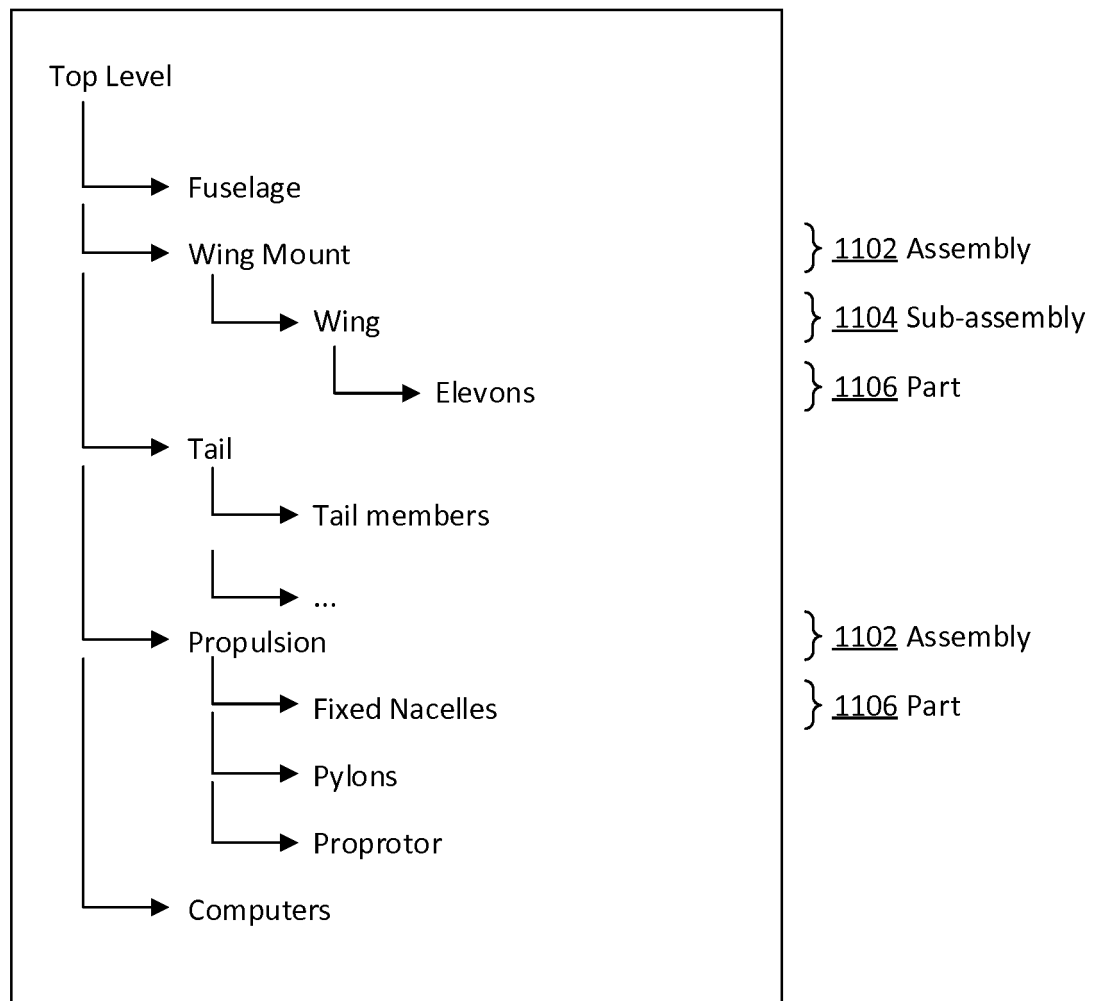 Top Level
Fuselage
Wing Mount
1102 Assembly
Wing
1104 Sub-assembly
Elevons
1106 Part
Tail
Tail members
...
Propulsion
1102 Assembly
Fixed Nacelles
1106 Part
Pylons
Proprotor
Computers